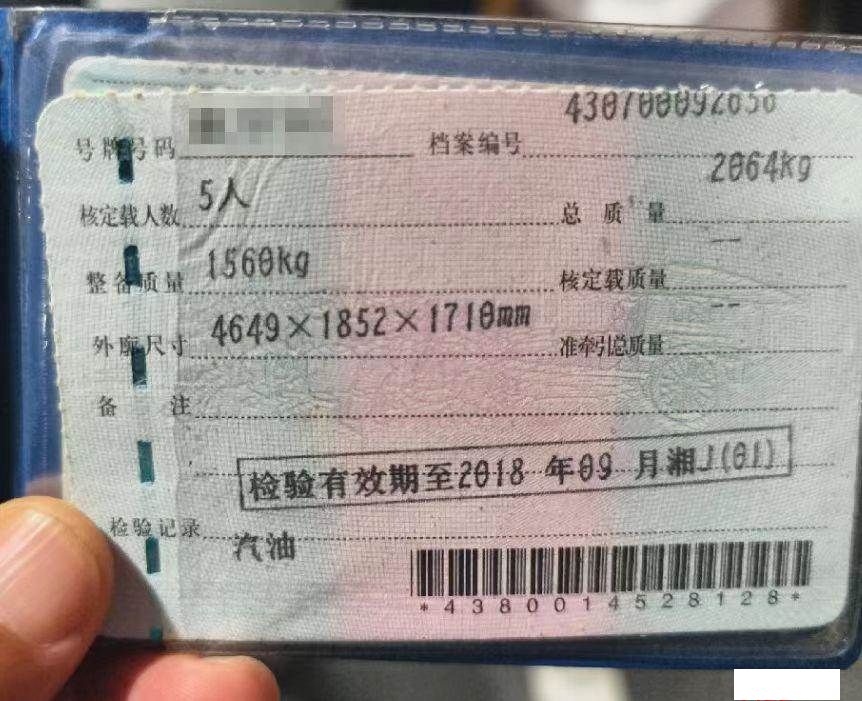 号牌号码 档案编号 430700092656
核定载人数 5人 总质量 2064kg
整备质量 1560kg 核定载质量 --
外廓尺寸 4649×1852×1710mm 准牵引总质量 --
备注
检验有效期至2018年09月湘J(01)
检验记录
汽油
*4380014528128*